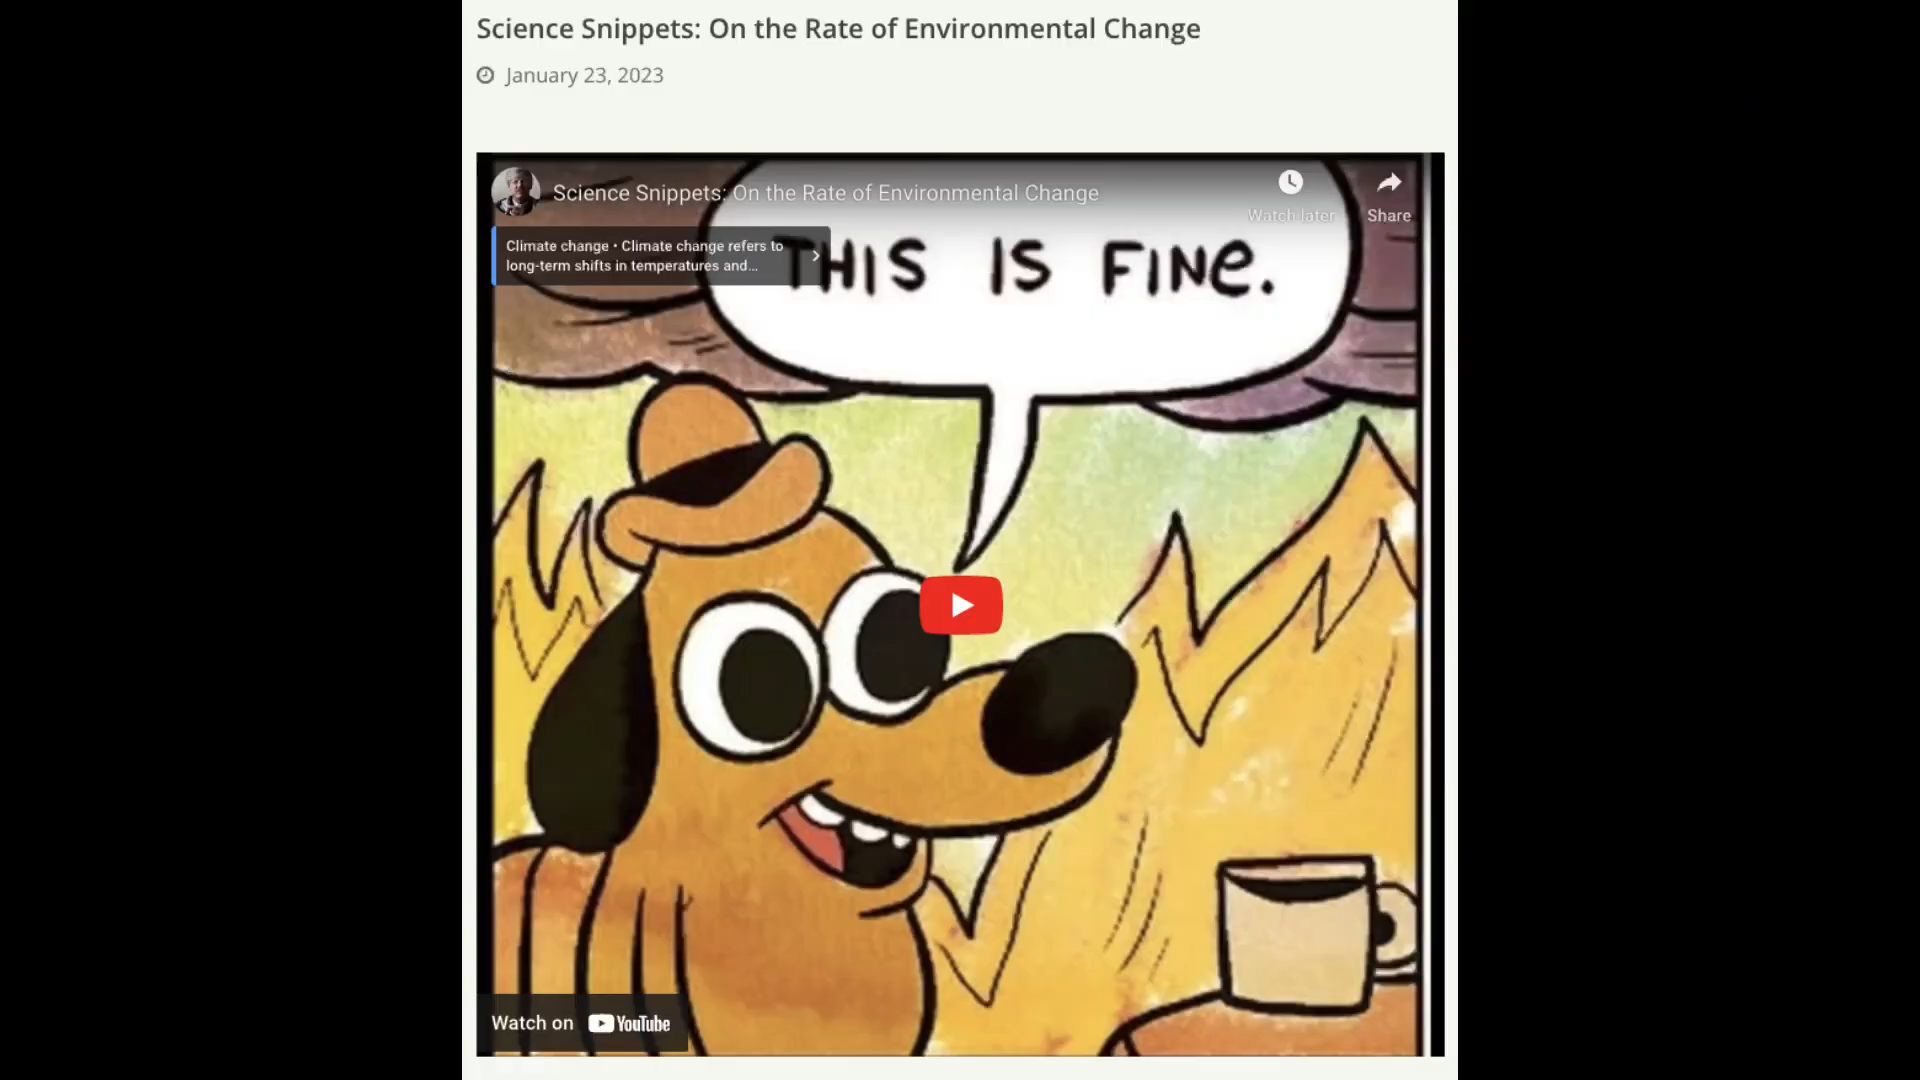 Science Snippets: On the Rate of Environmental Change
January 23, 2023
Science Snippets: On the Rate of Environmental Change
Watch later
Share
Climate change • Climate change refers to
long-term shifts in temperatures and...
THIS IS FINE.
Watch on YouTube